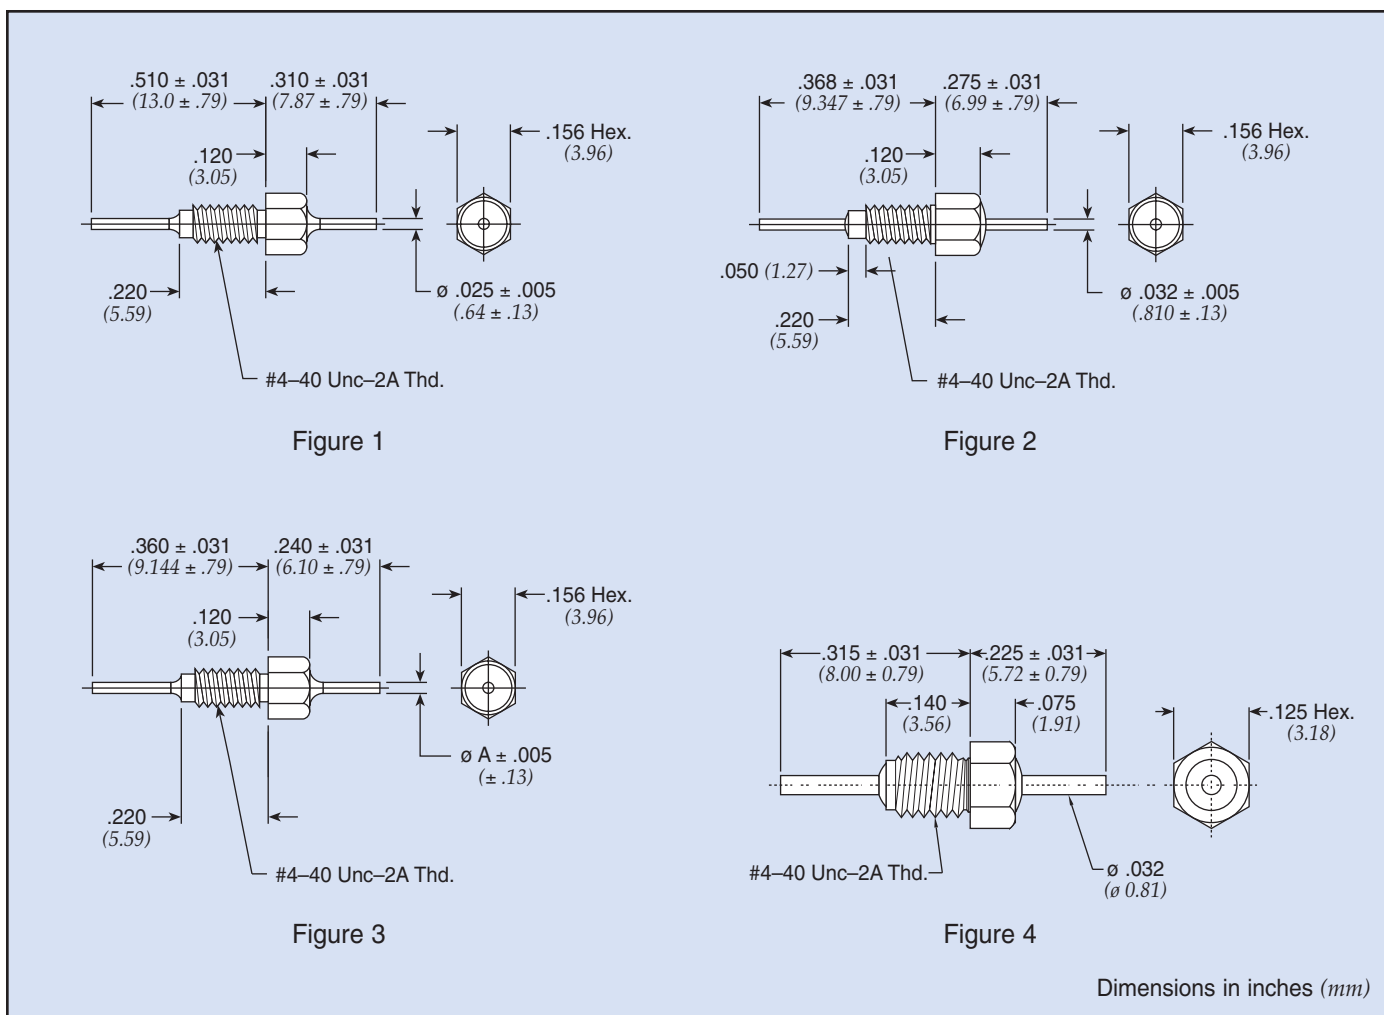 .510 ± .031 .310 ± .031
(13.0 ± .79) (7.87 ± .79)
.156 Hex.
(3.96)
.120
(3.05)
.220
(5.59)
ø .025 ± .005
(.64 ± .13)
#4–40 Unc–2A Thd.
Figure 1
.368 ± .031 .275 ± .031
(9.347 ± .79) (6.99 ± .79)
.156 Hex.
(3.96)
.120
(3.05)
.050 (1.27)
ø .032 ± .005
(.810 ± .13)
.220
(5.59)
#4–40 Unc–2A Thd.
Figure 2
.360 ± .031 .240 ± .031
(9.144 ± .79) (6.10 ± .79)
.156 Hex.
(3.96)
.120
(3.05)
ø A ± .005
(± .13)
.220
(5.59)
#4–40 Unc–2A Thd.
Figure 3
.315 ± .031 .225 ± .031
(8.00 ± 0.79) (5.72 ± 0.79)
.140 .075
(3.56) (1.91)
.125 Hex.
(3.18)
#4–40 Unc–2A Thd.
ø .032
(ø 0.81)
Figure 4
Dimensions in inches (mm)